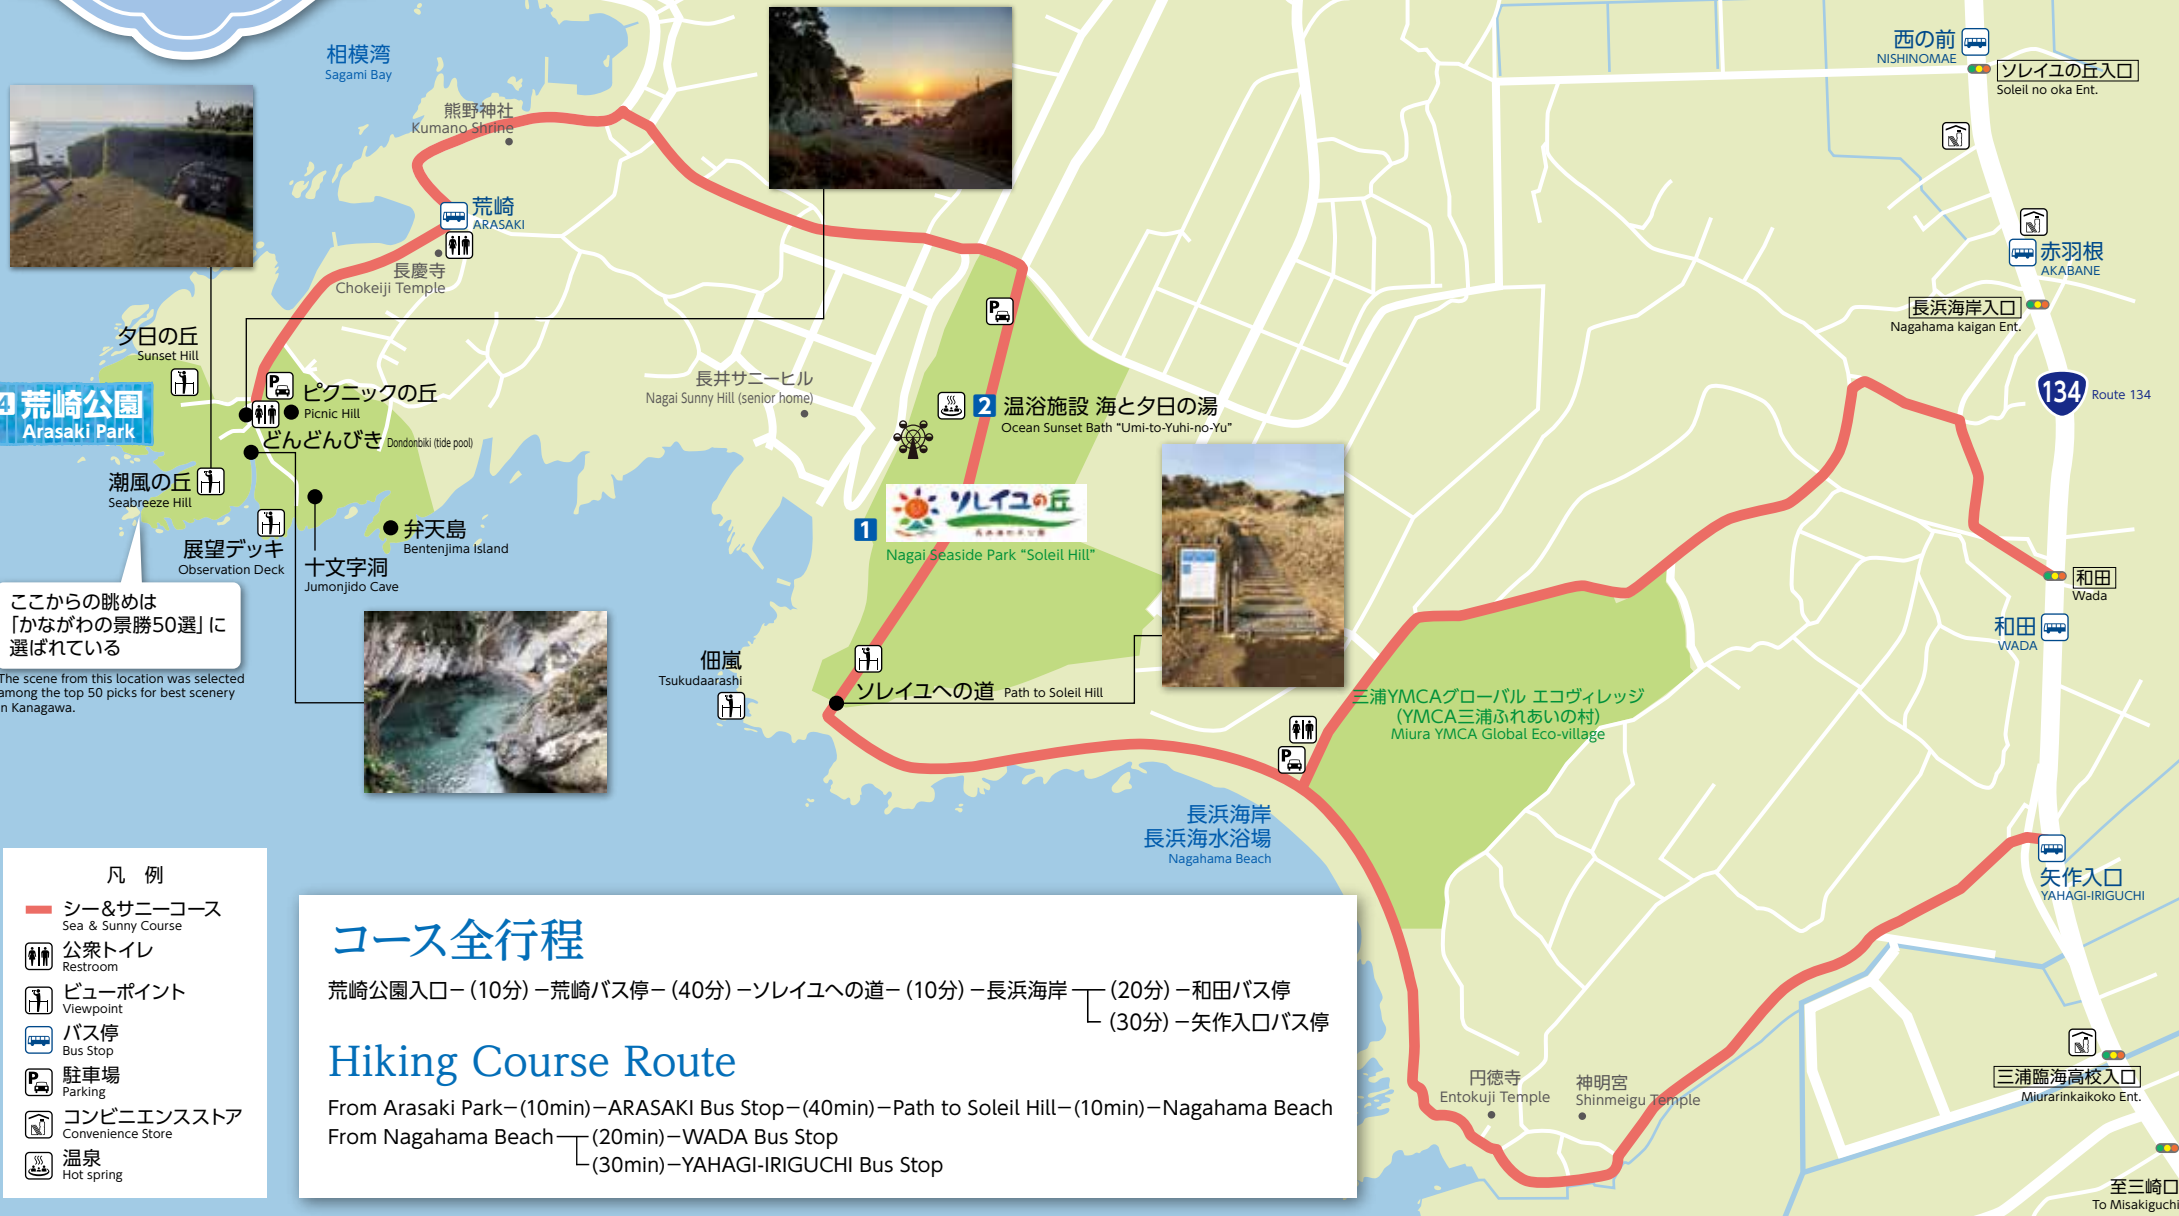 相模湾
Sagami Bay
熊野神社
Kumano Shrine
荒崎
ARASAKI
長慶寺
Chokeiji Temple
夕日の丘
Sunset Hill
4 荒崎公園
Arasaki Park
P
ピクニックの丘
Picnic Hill
どんどんびき Dondonbiki (tide pool)
潮風の丘
Seabreeze Hill
展望デッキ
Observation Deck
十文字洞
Jumonjido Cave
弁天島
Bentenjima Island
ここからの眺めは
「かながわの景勝50選」に
選ばれている
The scene from this location was selected
among the top 50 picks for best scenery
in Kanagawa.
長井サニーヒル
Nagai Sunny Hill (senior home)
P
2 温浴施設 海と夕日の湯
Ocean Sunset Bath “Umi-to-Yuhi-no-Yu”
1
ソレイユの丘
Nagai Seaside Park “Soleil Hill”
佃嵐
Tsukudaarashi
ソレイユへの道 Path to Soleil Hill
P
三浦YMCAグローバル エコヴィレッジ
(YMCA三浦ふれあいの村)
Miura YMCA Global Eco-village
長浜海岸
長浜海水浴場
Nagahama Beach
西の前
NISHINOMAE
ソレイユの丘入口
Soleil no oka Ent.
赤羽根
AKABANE
長浜海岸入口
Nagahama kaigan Ent.
134 Route 134
和田
Wada
和田
WADA
矢作入口
YAHAGI-IRIGUCHI
三浦臨海高校入口
Miurarinkaikoko Ent.
至三崎口
To Misakiguchi
円徳寺
Entokuji Temple
神明宮
Shinmeigu Temple
凡 例
シー&サニーコース
Sea & Sunny Course
公衆トイレ
Restroom
ビューポイント
Viewpoint
バス停
Bus Stop
P 駐車場
Parking
コンビニエンスストア
Convenience Store
温泉
Hot spring
コース全行程
荒崎公園入口−(10分)−荒崎バス停−(40分)−ソレイユへの道−(10分)−長浜海岸─(20分)−和田バス停
(30分)−矢作入口バス停
Hiking Course Route
From Arasaki Park−(10min)−ARASAKI Bus Stop−(40min)−Path to Soleil Hill−(10min)−Nagahama Beach
From Nagahama Beach─(20min)−WADA Bus Stop
(30min)−YAHAGI-IRIGUCHI Bus Stop